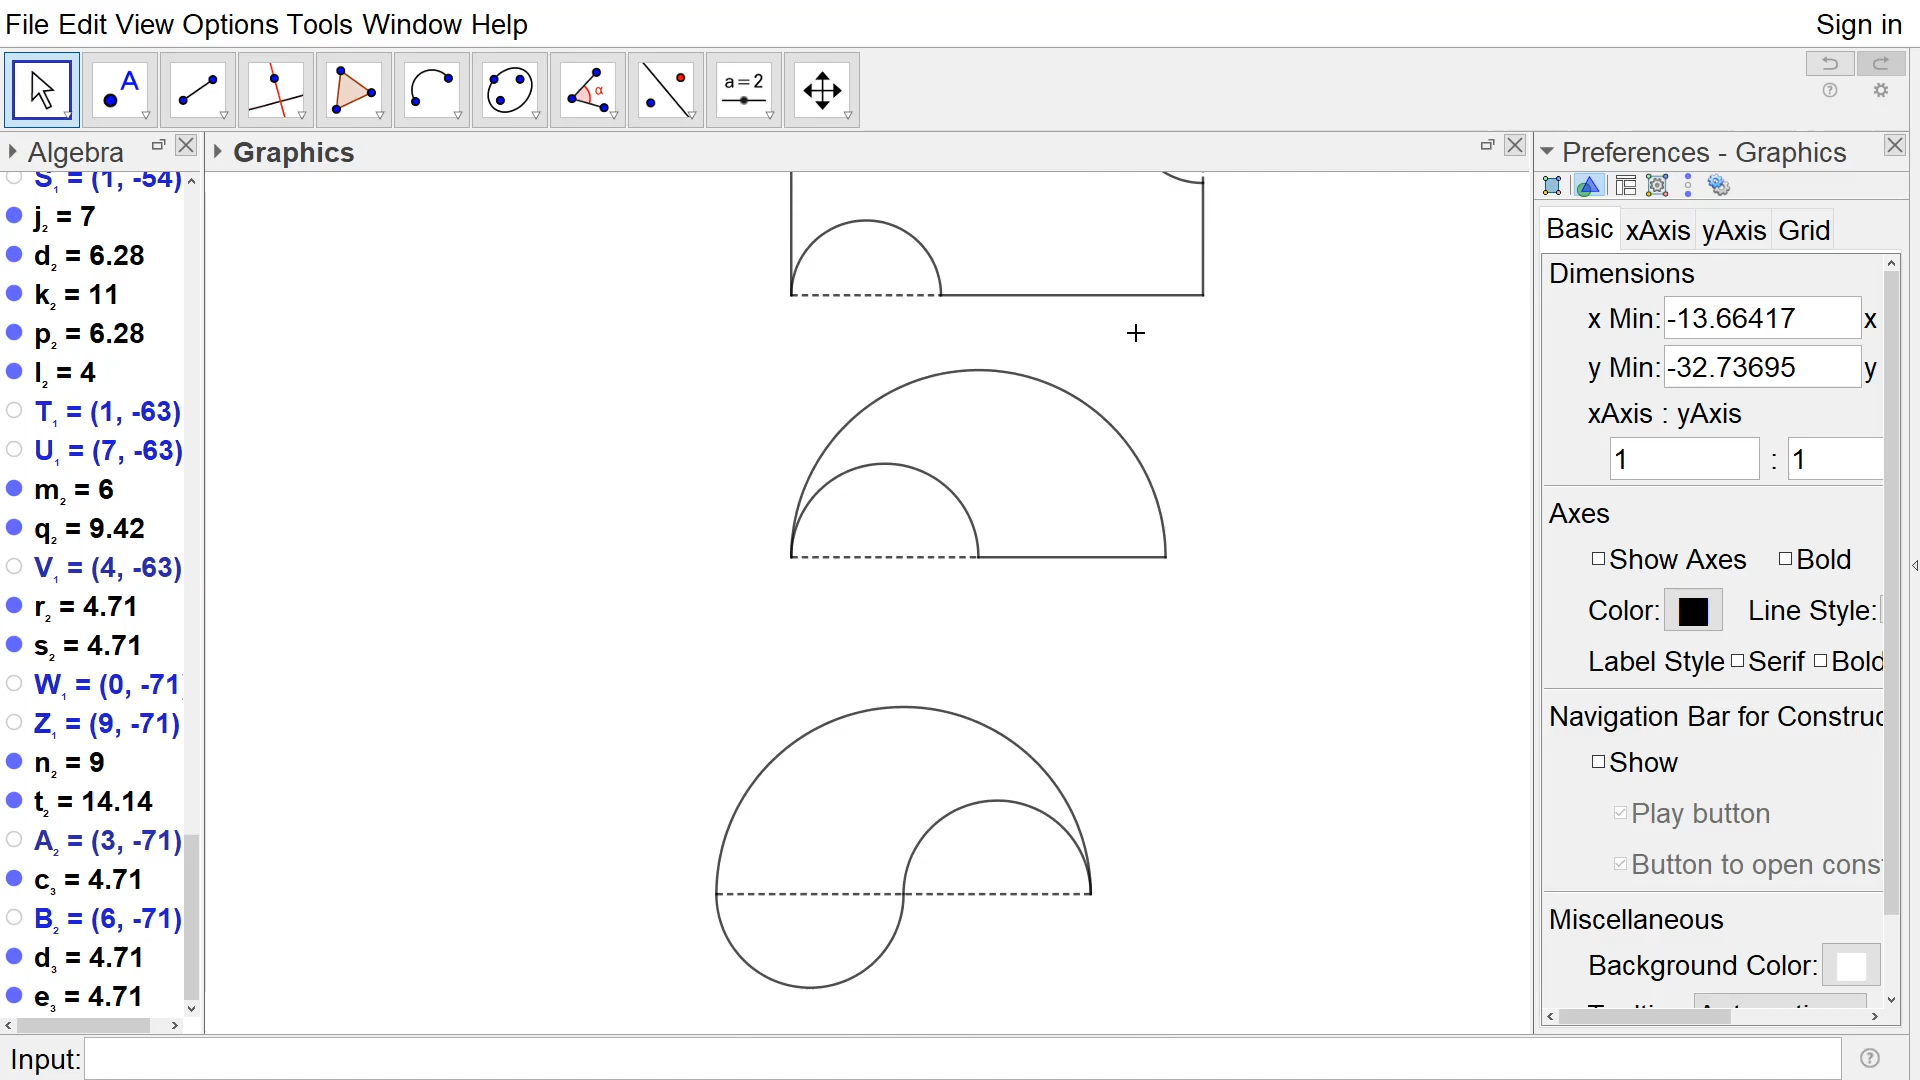 File Edit View Options Tools Window Help
Sign in
A
α
a=2
Algebra
S₁ = (1, -54)
j₂ = 7
d₂ = 6.28
k₂ = 11
p₂ = 6.28
l₂ = 4
T₁ = (1, -63)
U₁ = (7, -63)
m₂ = 6
q₂ = 9.42
V₁ = (4, -63)
r₂ = 4.71
s₂ = 4.71
W₁ = (0, -71
Z₁ = (9, -71)
n₂ = 9
t₂ = 14.14
A₂ = (3, -71)
c₃ = 4.71
B₂ = (6, -71)
d₃ = 4.71
e₃ = 4.71
Graphics
Preferences - Graphics
Basic xAxis yAxis Grid
Dimensions
x Min: -13.66417 x
y Min: -32.73695 y
xAxis : yAxis
1 : 1
Axes
Show Axes Bold
Color: Line Style:
Label Style Serif Bold
Navigation Bar for Construc
Show
Play button
Button to open cons
Miscellaneous
Background Color:
Input: